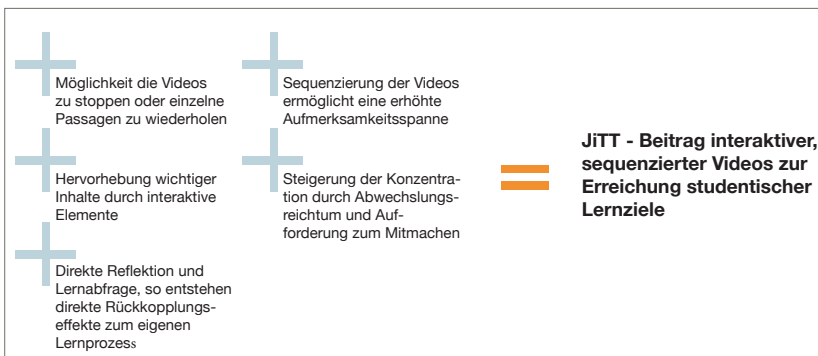 Möglichkeit die Videos
zu stoppen oder einzelne
Passagen zu wiederholen
Hervorhebung wichtiger
Inhalte durch interaktive
Elemente
Direkte Reflektion und
Lernabfrage, so entstehen
direkte Rückkopplungs-
effekte zum eigenen
Lernprozess
Sequenzierung der Videos
ermöglicht eine erhöhte
Aufmerksamkeitsspanne
Steigerung der Konzentra-
tion durch Abwechslungs-
reichtum und Auf-
forderung zum Mitmachen
JiTT - Beitrag interaktiver,
sequenzierter Videos zur
Erreichung studentischer
Lernziele